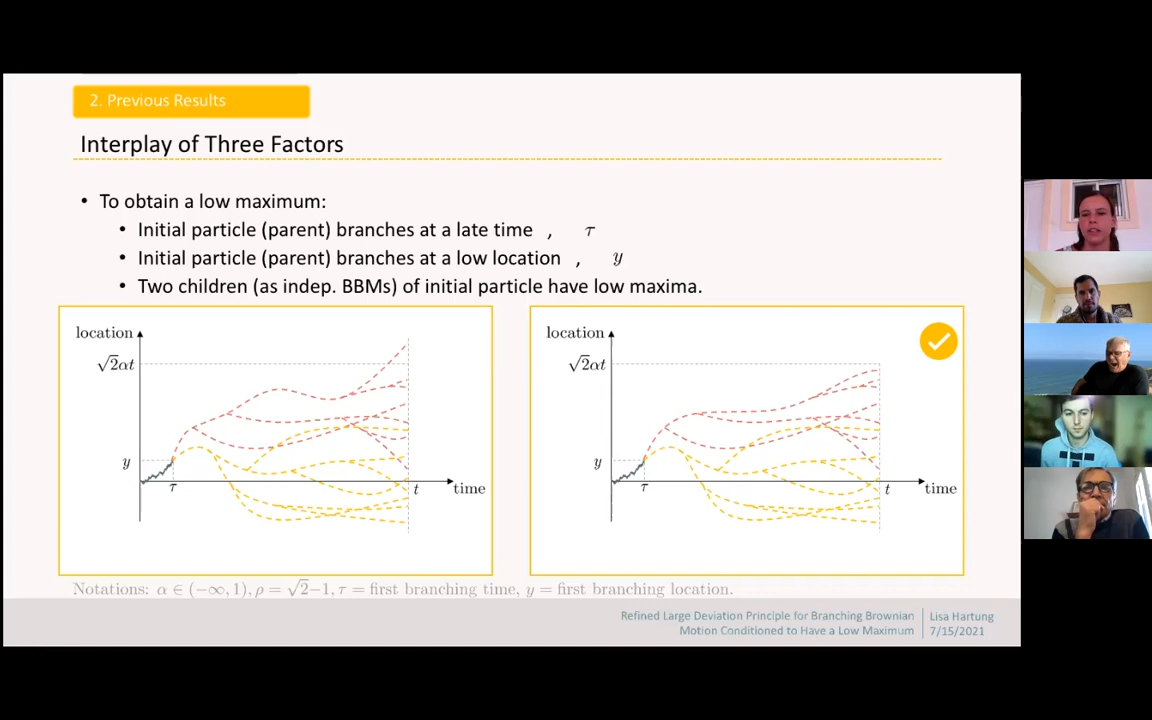 2. Previous Results
Interplay of Three Factors
• To obtain a low maximum:
• Initial particle (parent) branches at a late time , τ
• Initial particle (parent) branches at a low location , y
• Two children (as indep. BBMs) of initial particle have low maxima.
location
√2αt
y
τ
t
time
location
√2αt
y
τ
t
time
Notations: α ∈ (−∞, 1), ρ = √2−1, τ = first branching time, y = first branching location.
Refined Large Deviation Principle for Branching Brownian
Motion Conditioned to Have a Low Maximum
Lisa Hartung
7/15/2021